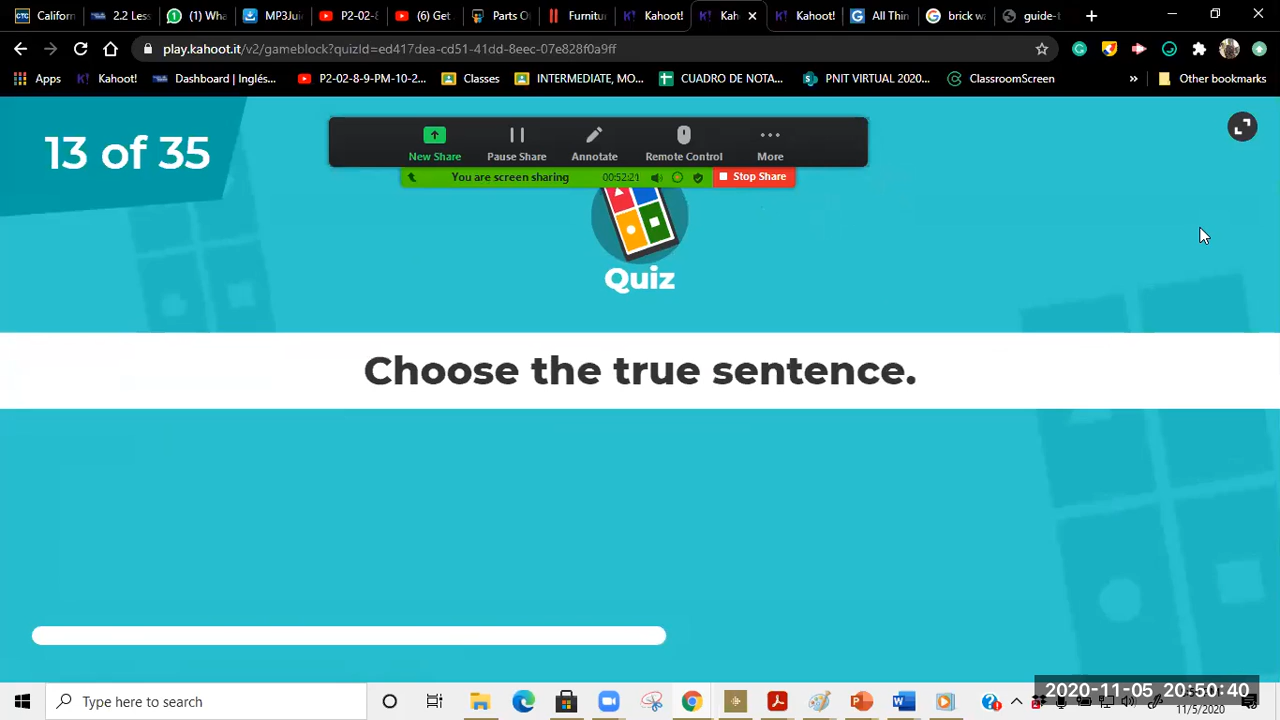 Californ
2.2 Less
(1) Wha
MP3Juic
P2-02-8
(6) Get
Parts O
Furnitu
Kahoot!
Kah
Kahoot!
All Thin
brick wa
guide-t
play.kahoot.it/v2/gameblock?quizId=ed417dea-cd51-41dd-8eec-07e828f0a9ff
Apps
Kahoot!
Dashboard | Inglés...
P2-02-8-9-PM-10-2...
Classes
INTERMEDIATE, MO...
CUADRO DE NOTA...
PNIT VIRTUAL 2020...
ClassroomScreen
»
Other bookmarks
13 of 35
New Share
Pause Share
Annotate
Remote Control
More
You are screen sharing
00:52:21
Stop Share
Quiz
Choose the true sentence.
Type here to search
2020-11-05 20:50:40
11/5/2020